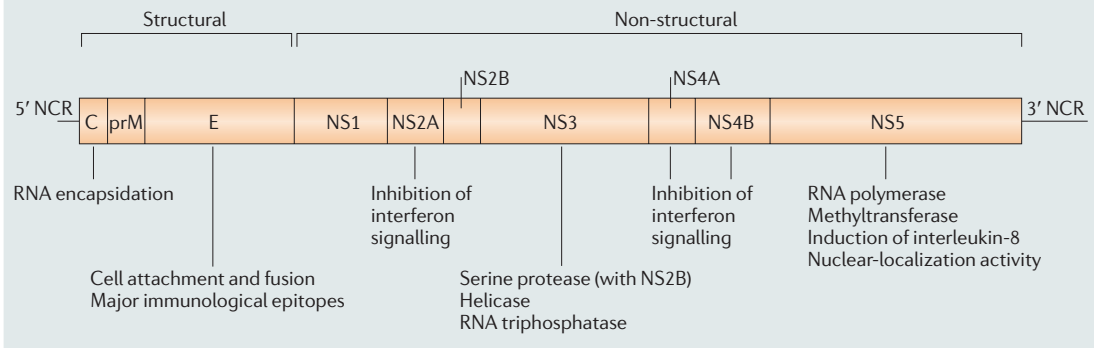 Structural
Non-structural
NS2B
NS4A
5′ NCR
C
prM
E
NS1
NS2A
NS3
NS4B
NS5
3′ NCR
RNA encapsidation
Inhibition of
interferon
signalling
Inhibition of
interferon
signalling
RNA polymerase
Methyltransferase
Induction of interleukin-8
Nuclear-localization activity
Cell attachment and fusion
Major immunological epitopes
Serine protease (with NS2B)
Helicase
RNA triphosphatase